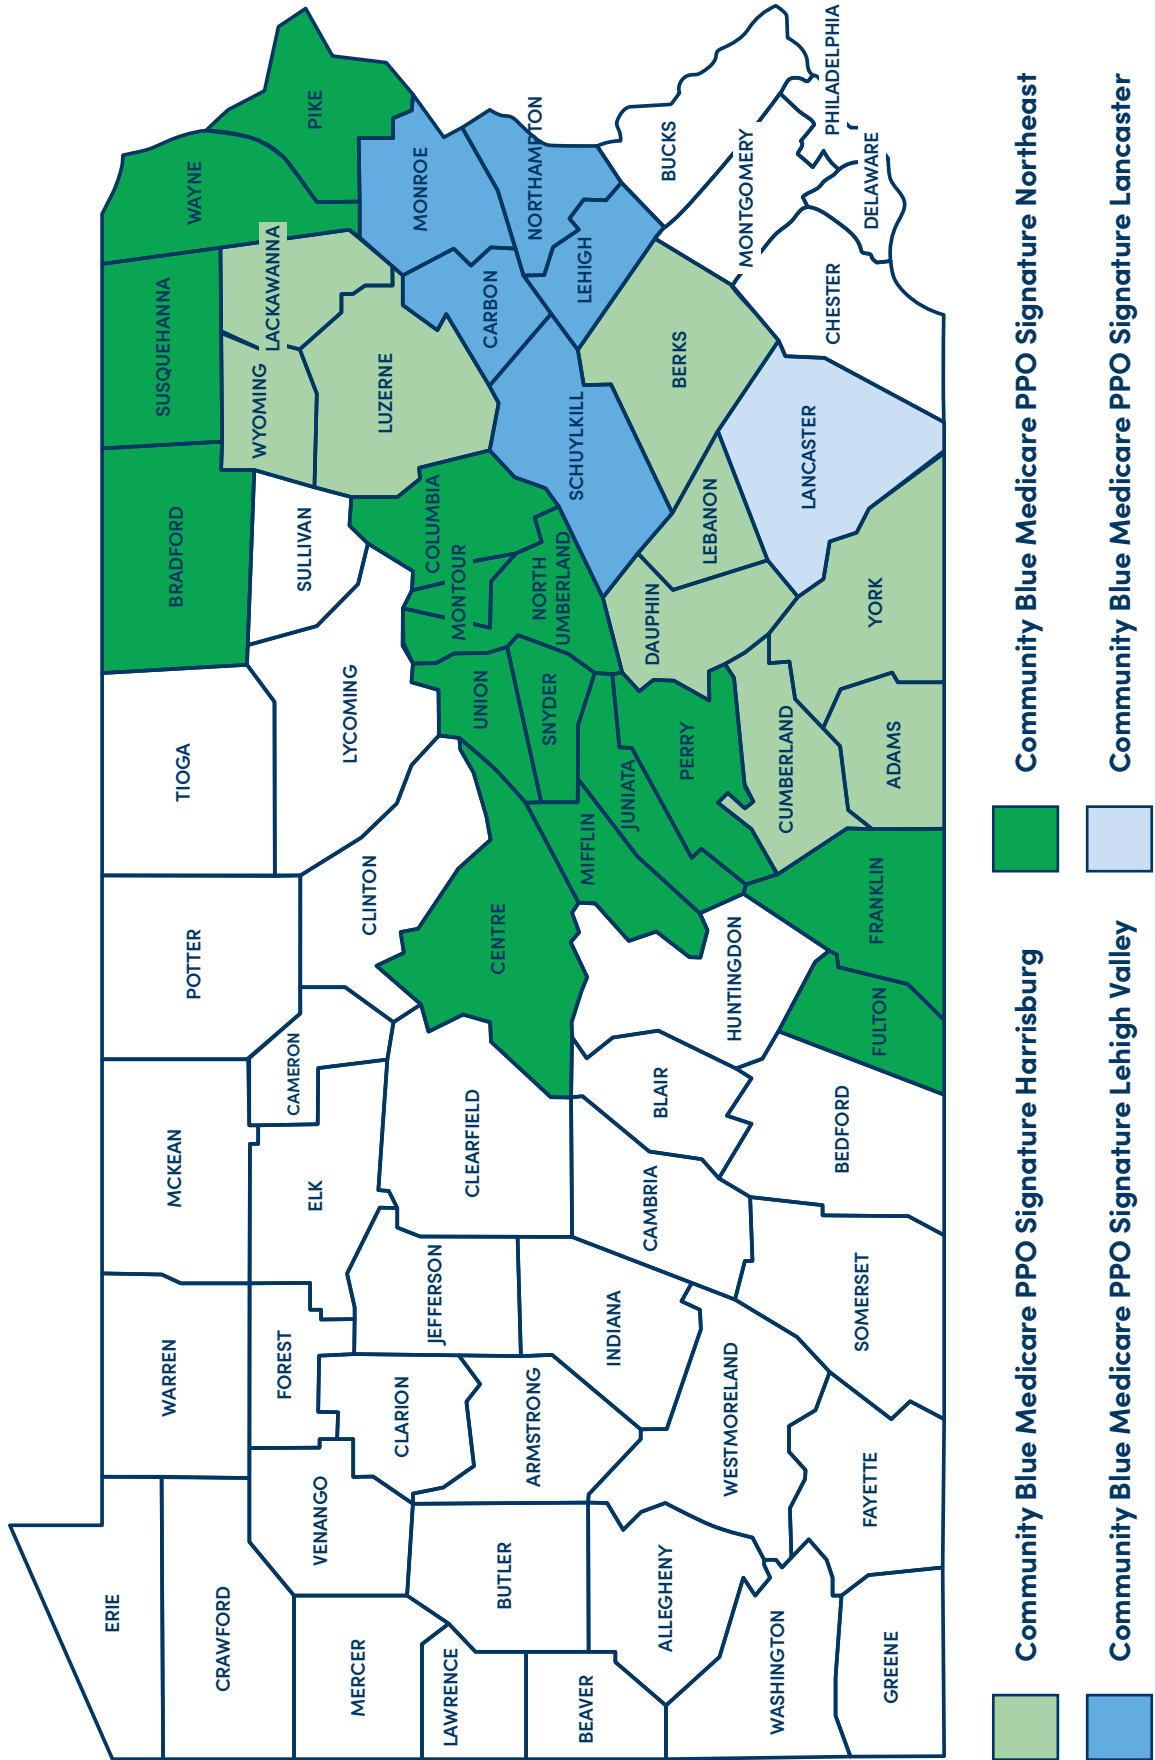 ERIE
CRAWFORD
WARREN
MCKEAN
POTTER
TIOGA
BRADFORD
SUSQUEHANNA
WAYNE
PIKE
MERCER
VENANGO
FOREST
ELK
CAMERON
CLINTON
LYCOMING
SULLIVAN
WYOMING
LACKAWANNA
LUZERNE
MONROE
LAWRENCE
BUTLER
CLARION
JEFFERSON
CLEARFIELD
CENTRE
UNION
MONTOUR
COLUMBIA
CARBON
NORTHAMPTON
BEAVER
ARMSTRONG
INDIANA
MIFFLIN
SNYDER
NORTH
UMBERLAND
SCHUYLKILL
LEHIGH
ALLEGHENY
WESTMORELAND
CAMBRIA
BLAIR
HUNTINGDON
JUNIATA
PERRY
DAUPHIN
LEBANON
BERKS
BUCKS
MONTGOMERY
WASHINGTON
GREENE
FAYETTE
SOMERSET
BEDFORD
FULTON
FRANKLIN
CUMBERLAND
ADAMS
YORK
LANCASTER
CHESTER
DELAWARE
PHILADELPHIA
Community Blue Medicare PPO Signature Harrisburg
Community Blue Medicare PPO Signature Northeast
Community Blue Medicare PPO Signature Lehigh Valley
Community Blue Medicare PPO Signature Lancaster